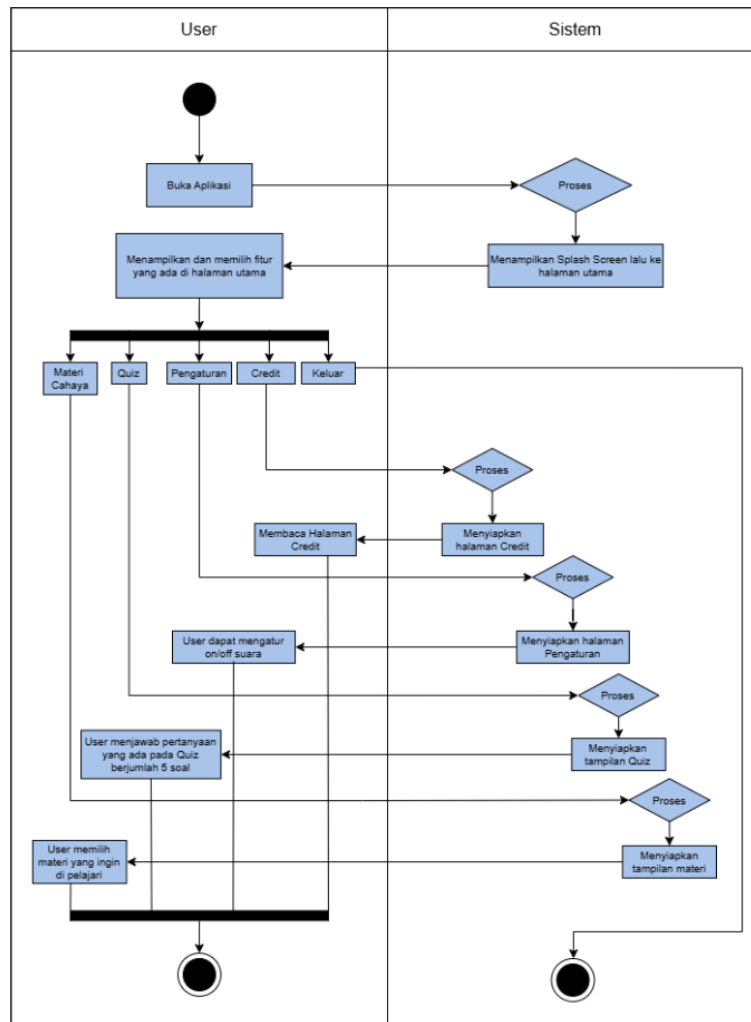 User
Sistem
Buka Aplikasi
Proses
Menampilkan dan memilih fitur
yang ada di halaman utama
Menampilkan Splash Screen lalu ke
halaman utama
Materi
Cahaya
Quiz
Pengaturan
Credit
Keluar
Proses
Membaca Halaman
Credit
Menyiapkan
halaman Credit
Proses
User dapat mengatur
on/off suara
Menyiapkan halaman
Pengaturan
Proses
User menjawab pertanyaan
yang ada pada Quiz
berjumlah 5 soal
Menyiapkan
tampilan Quiz
Proses
User memilih
materi yang ingin
di pelajari
Menyiapkan
tampilan materi